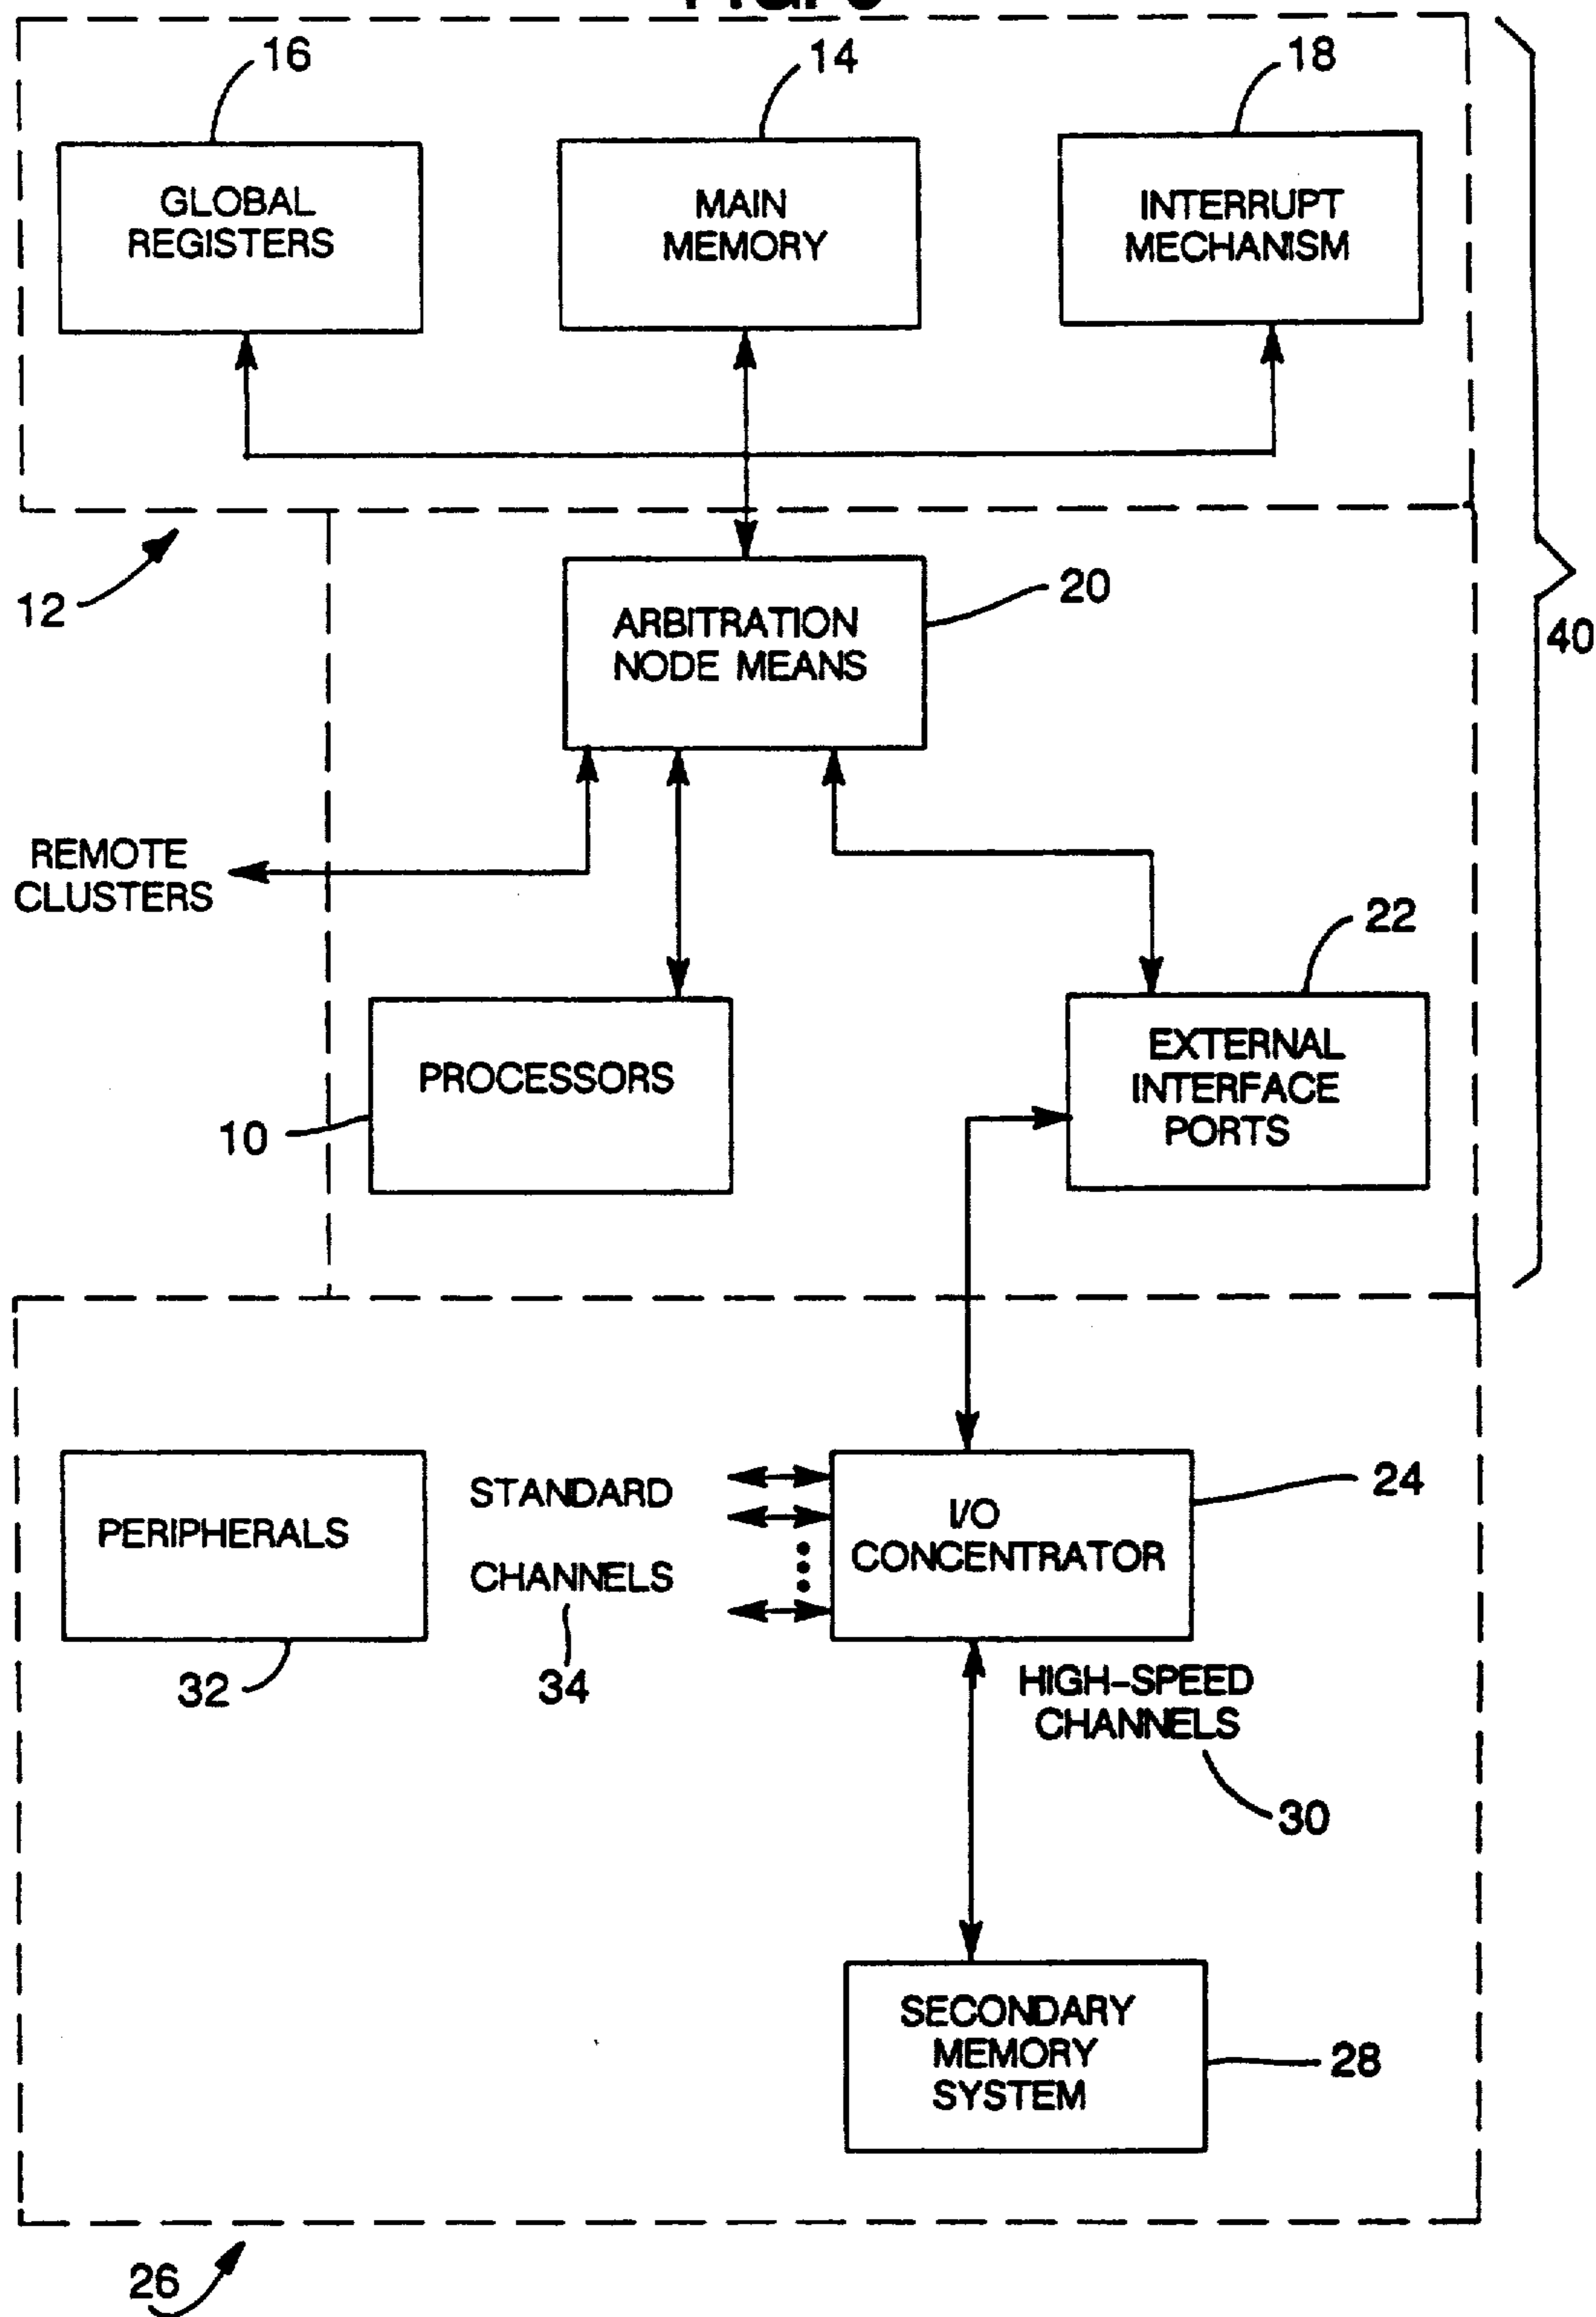 16
14
18
GLOBAL
REGISTERS
MAIN
MEMORY
INTERRUPT
MECHANISM
12
20
ARBITRATION
NODE MEANS
40
REMOTE
CLUSTERS
22
PROCESSORS
10
EXTERNAL
INTERFACE
PORTS
PERIPHERALS
32
STANDARD
CHANNELS
34
I/O
CONCENTRATOR
24
HIGH-SPEED
CHANNELS
30
SECONDARY
MEMORY
SYSTEM
28
26